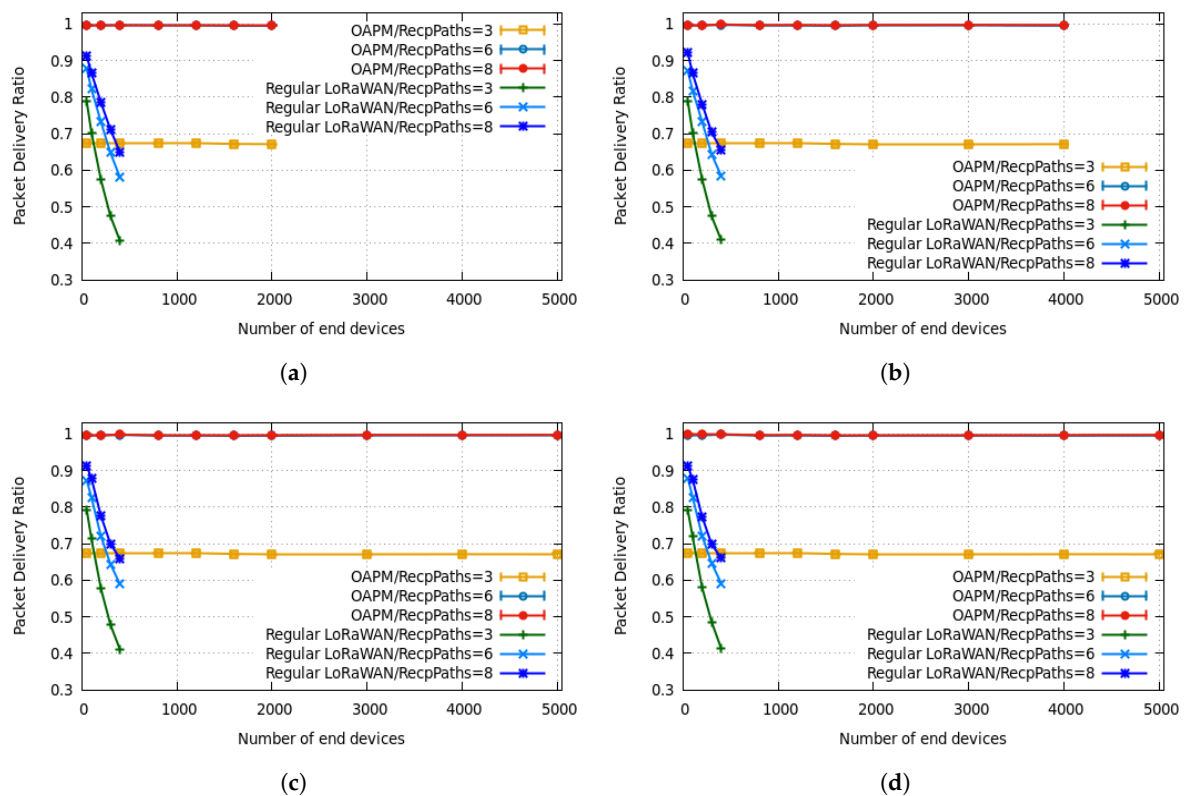 Packet Delivery Ratio
1
0.9
0.8
0.7
0.6
0.5
0.4
0.3
OAPM/RecpPaths=3
OAPM/RecpPaths=6
OAPM/RecpPaths=8
Regular LoRaWAN/RecpPaths=3
Regular LoRaWAN/RecpPaths=6
Regular LoRaWAN/RecpPaths=8
0 1000 2000 3000 4000 5000
Number of end devices
(a)
Packet Delivery Ratio
1
0.9
0.8
0.7
0.6
0.5
0.4
0.3
OAPM/RecpPaths=3
OAPM/RecpPaths=6
OAPM/RecpPaths=8
Regular LoRaWAN/RecpPaths=3
Regular LoRaWAN/RecpPaths=6
Regular LoRaWAN/RecpPaths=8
0 1000 2000 3000 4000 5000
Number of end devices
(b)
Packet Delivery Ratio
1
0.9
0.8
0.7
0.6
0.5
0.4
0.3
OAPM/RecpPaths=3
OAPM/RecpPaths=6
OAPM/RecpPaths=8
Regular LoRaWAN/RecpPaths=3
Regular LoRaWAN/RecpPaths=6
Regular LoRaWAN/RecpPaths=8
0 1000 2000 3000 4000 5000
Number of end devices
(c)
Packet Delivery Ratio
1
0.9
0.8
0.7
0.6
0.5
0.4
0.3
OAPM/RecpPaths=3
OAPM/RecpPaths=6
OAPM/RecpPaths=8
Regular LoRaWAN/RecpPaths=3
Regular LoRaWAN/RecpPaths=6
Regular LoRaWAN/RecpPaths=8
0 1000 2000 3000 4000 5000
Number of end devices
(d)